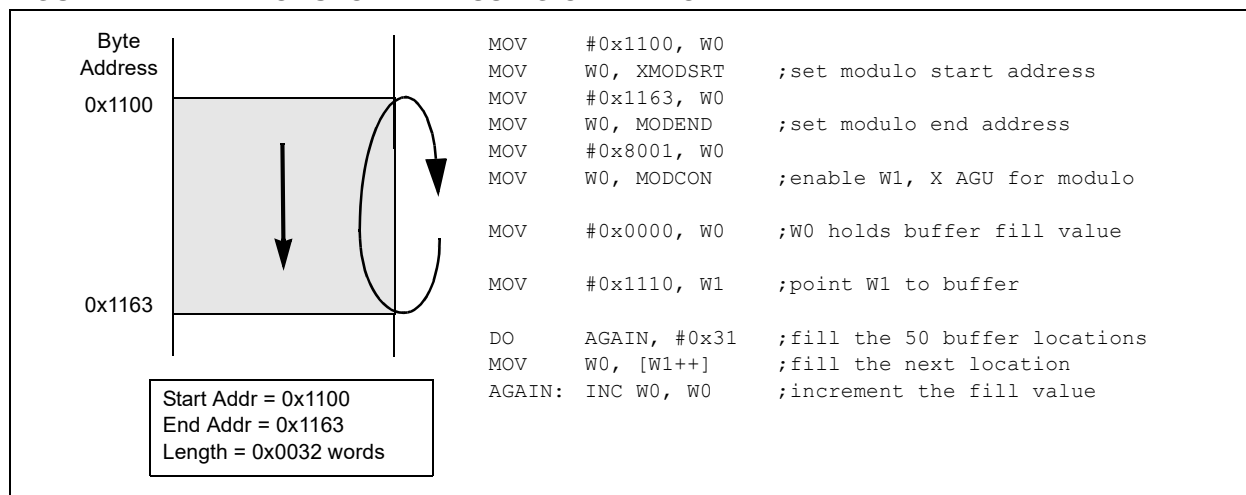 Byte
Address
0x1100
0x1163
Start Addr = 0x1100
End Addr = 0x1163
Length = 0x0032 words
MOV #0x1100, W0
MOV W0, XMODSRT ;set modulo start address
MOV #0x1163, W0
MOV W0, MODEND ;set modulo end address
MOV #0x8001, W0
MOV W0, MODCON ;enable W1, X AGU for modulo
MOV #0x0000, W0 ;W0 holds buffer fill value
MOV #0x1110, W1 ;point W1 to buffer
DO AGAIN, #0x31 ;fill the 50 buffer locations
MOV W0, [W1++] ;fill the next location
AGAIN: INC W0, W0 ;increment the fill value